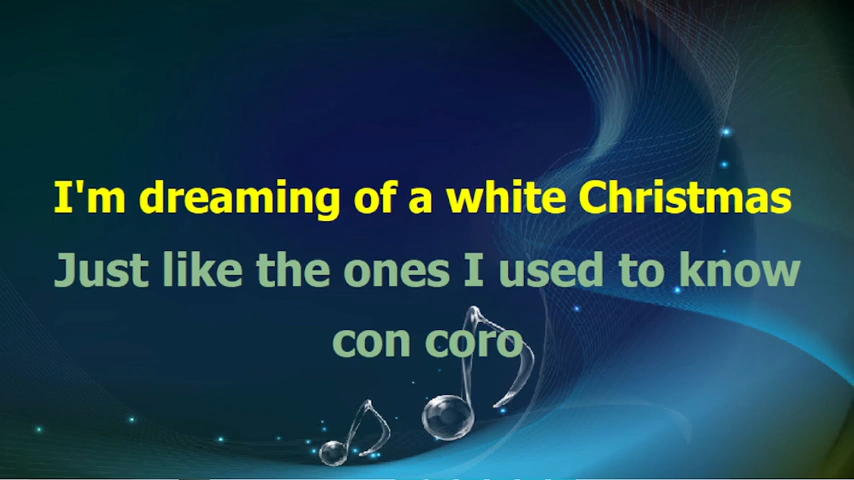 I'm dreaming of a white Christmas
Just like the ones I used to know
con coro